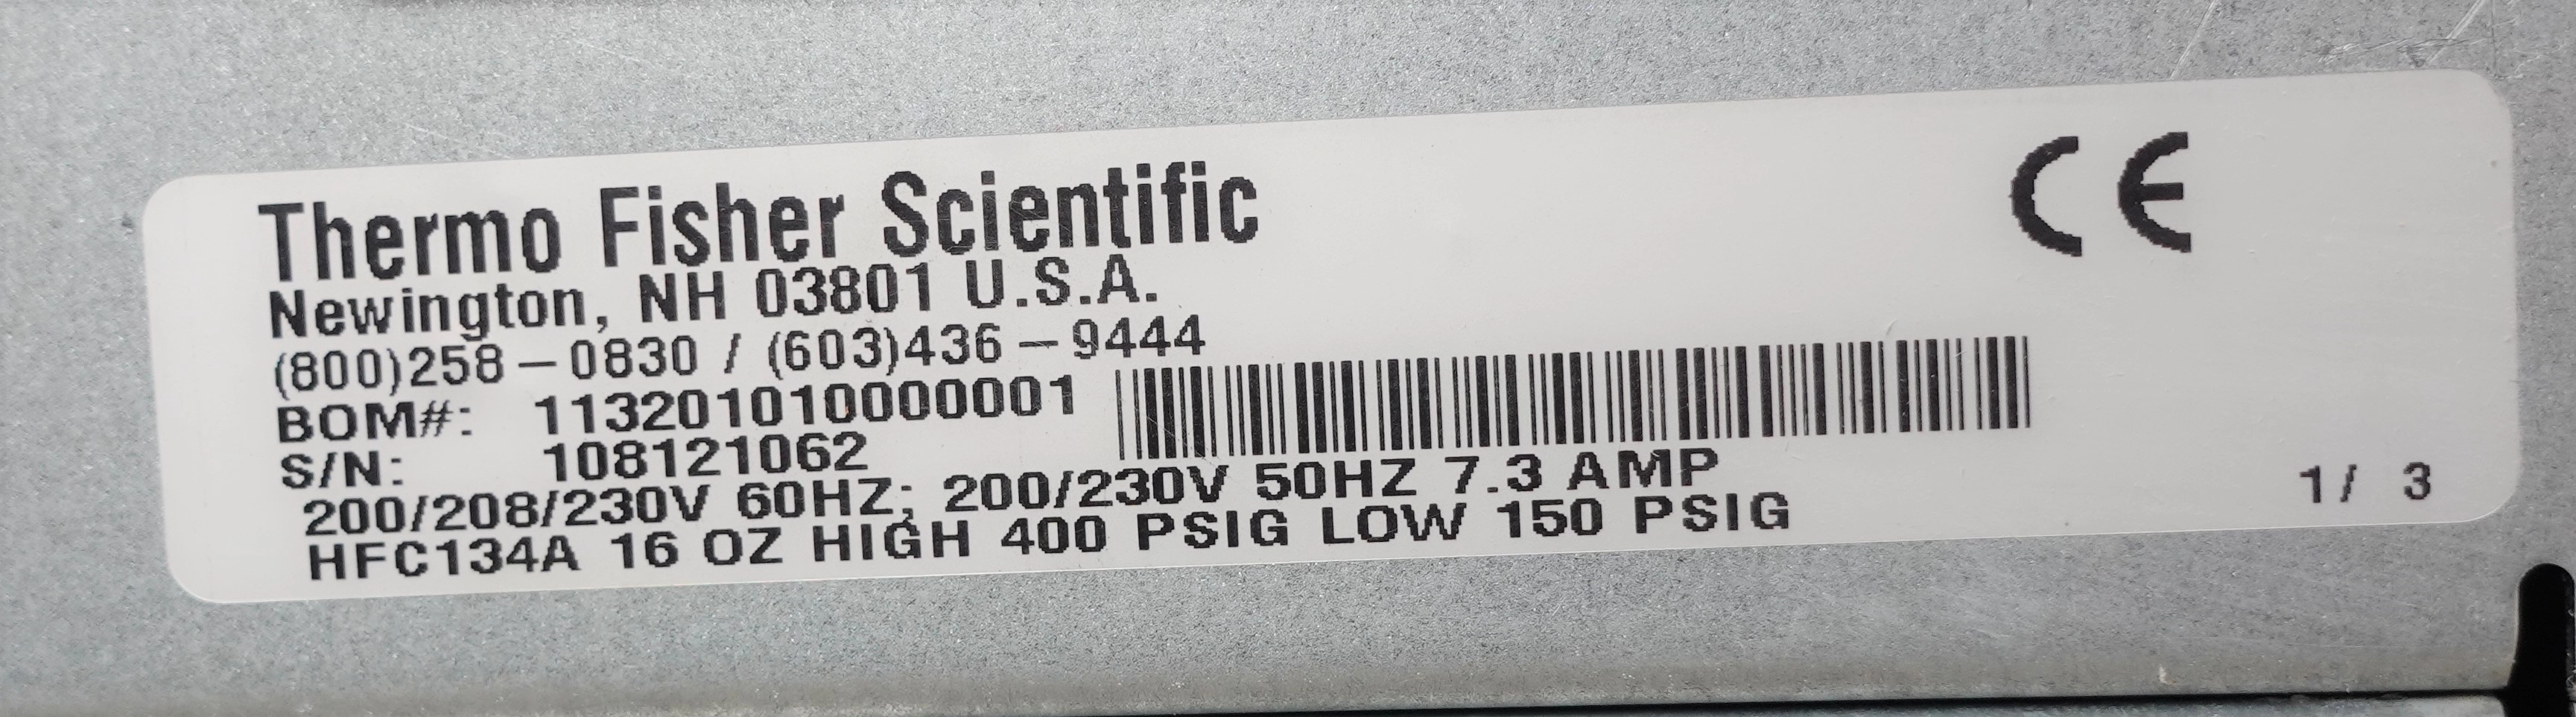 Thermo Fisher Scientific
CE
Newington, NH 03801 U.S.A.
(800)258-0830 / (603)436-9444
BOM#: 113201010000001
S/N: 108121062
200/208/230V 60HZ; 200/230V 50HZ 7.3 AMP
HFC134A 16 OZ HIGH 400 PSIG LOW 150 PSIG
1/ 3